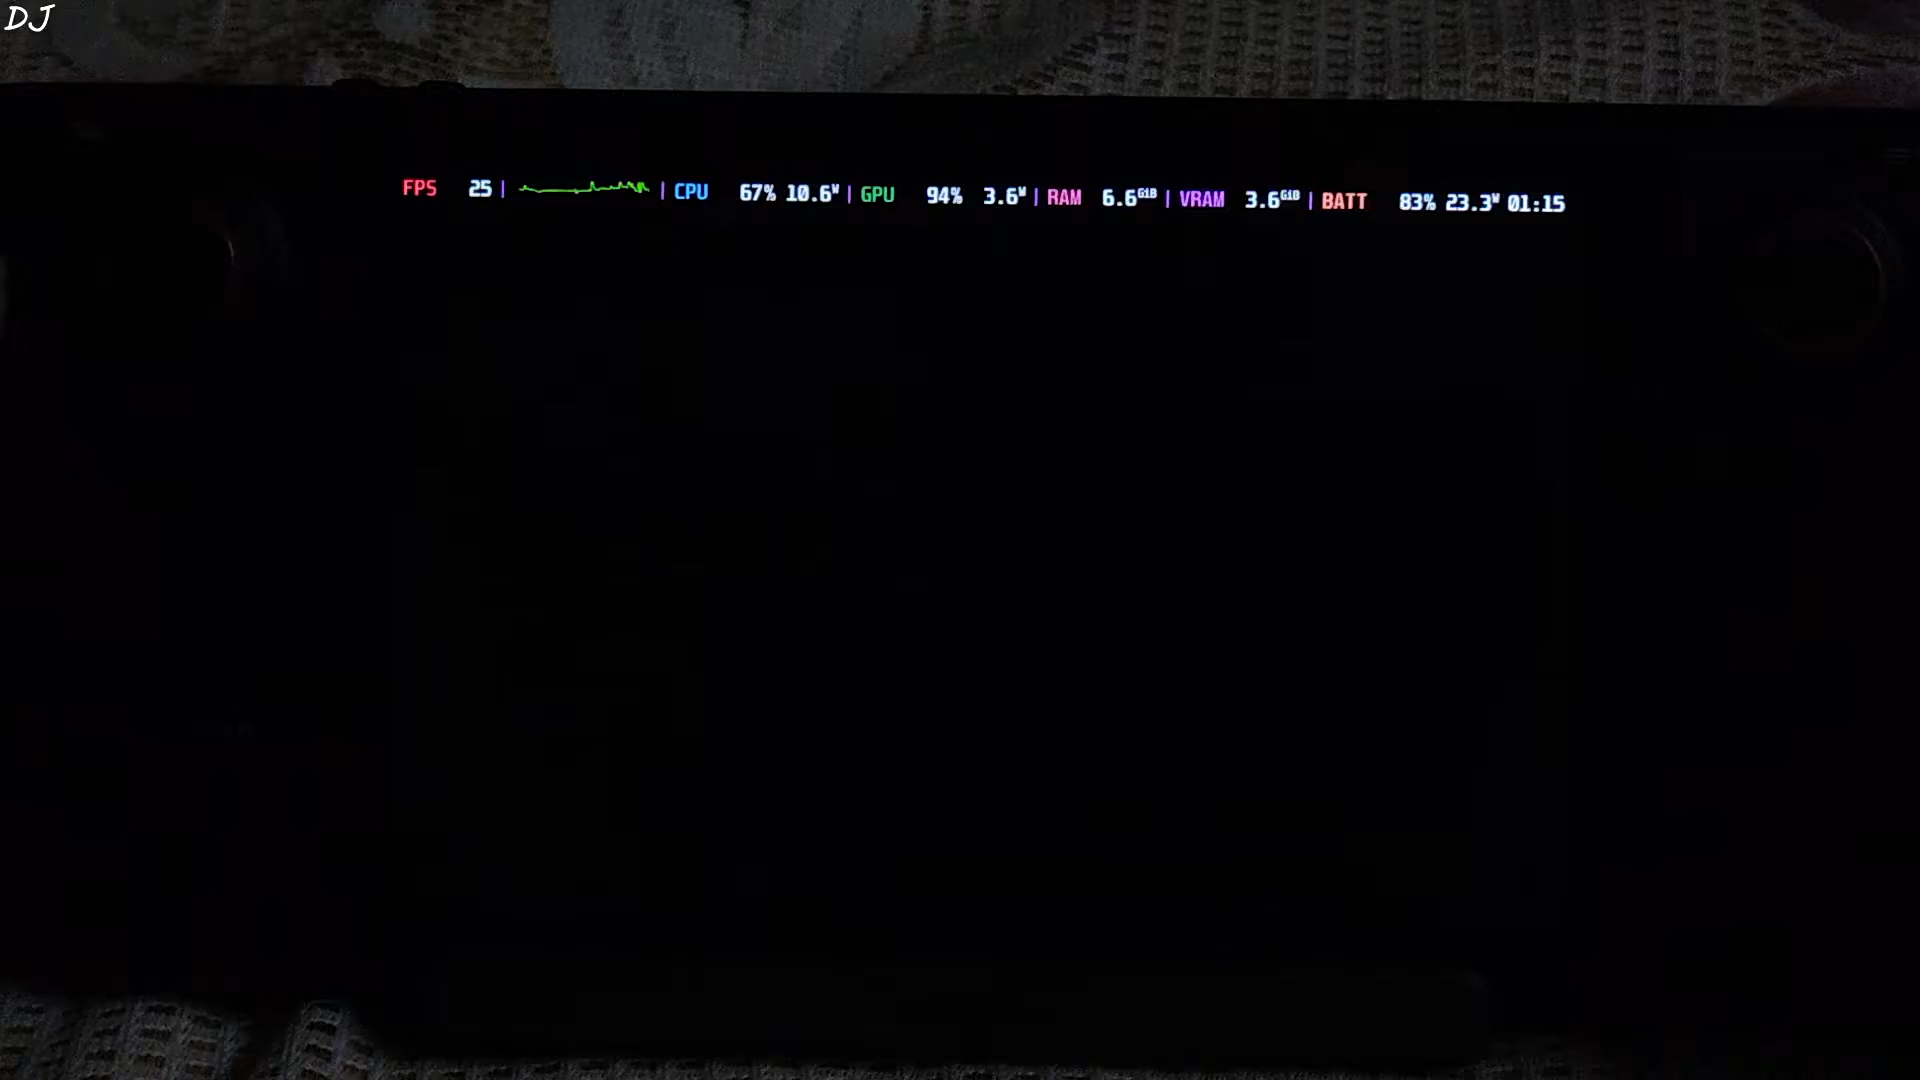 DJ
FPS 25 | | CPU 67% 10.6W | GPU 94% 3.6W | RAM 6.6GiB | VRAM 3.6GiB | BATT 83% 23.3W 01:15